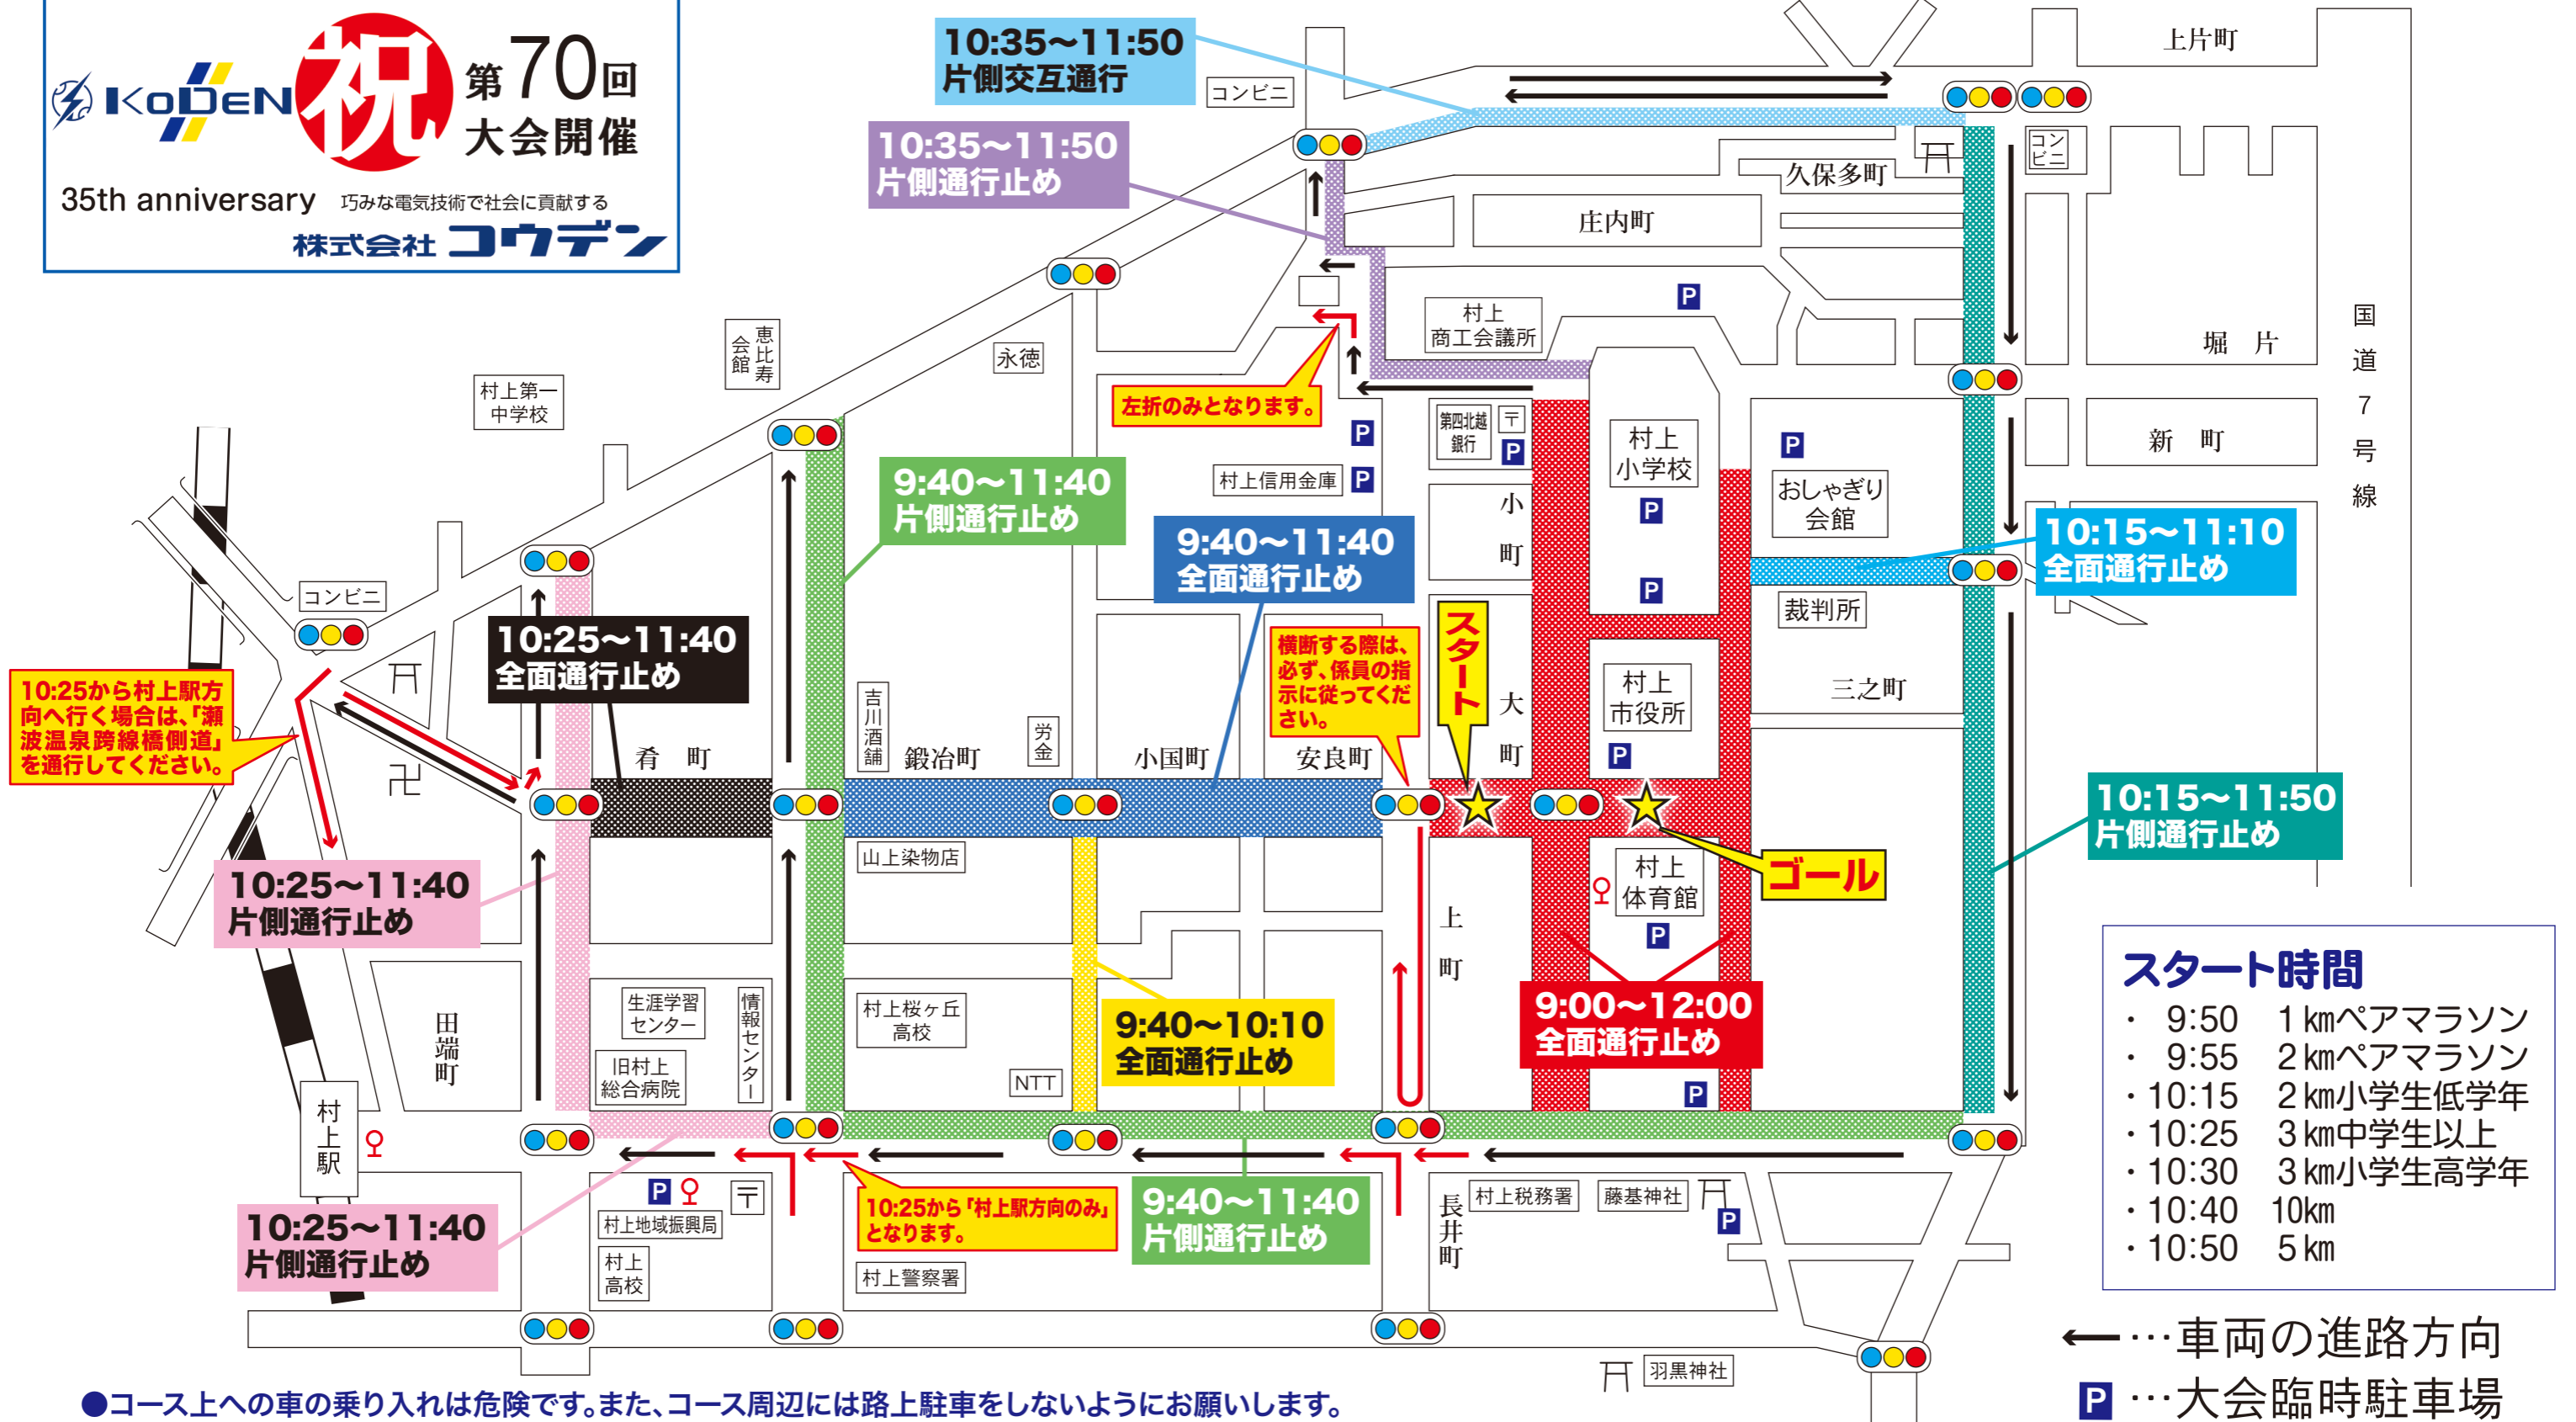 KoDeN
祝
第70回
大会開催
35th anniversary
巧みな電気技術で社会に貢献する
株式会社 コウデン
10:35〜11:50
片側交互通行
コンビニ
上片町
10:35〜11:50
片側通行止め
コン
ビニ
久保多町
庄内町
国道7号線
堀 片
村上
商工会議所
P
恵比寿
会館
永徳
村上第一
中学校
左折のみとなります。
第四北越
銀行
〒
P
P
P
村上信用金庫
村上
小学校
P
P
P
おしゃぎり
会館
新 町
9:40〜11:40
片側通行止め
9:40〜11:40
全面通行止め
小町
10:15〜11:10
全面通行止め
裁判所
コンビニ
10:25〜11:40
全面通行止め
横断する際は、
必ず、係員の指
示に従ってくだ
さい。
スタート
大町
村上
市役所
P
三之町
10:25から村上駅方
向へ行く場合は、「瀬
波温泉跨線橋側道」
を通行してください。
卍
肴 町
吉川酒舗
鍛冶町
労金
小国町
安良町
10:15〜11:50
片側通行止め
山上染物店
村上
体育館
P
ゴール
10:25〜11:40
片側通行止め
上町
田端町
生涯学習
センター
情報センター
旧村上
総合病院
村上桜ヶ丘
高校
NTT
9:40〜10:10
全面通行止め
9:00〜12:00
全面通行止め
P
村上駅
スタート時間
・ 9:50 1㎞ペアマラソン
・ 9:55 2㎞ペアマラソン
・10:15 2㎞小学生低学年
・10:25 3㎞中学生以上
・10:30 3㎞小学生高学年
・10:40 10㎞
・10:50 5㎞
10:25〜11:40
片側通行止め
P
〒
村上地域振興局
村上
高校
10:25から「村上駅方向のみ」
となります。
村上警察署
9:40〜11:40
片側通行止め
長井町
村上税務署
藤基神社
P
羽黒神社
←…車両の進路方向
P…大会臨時駐車場
●コース上への車の乗り入れは危険です。また、コース周辺には路上駐車をしないようにお願いします。